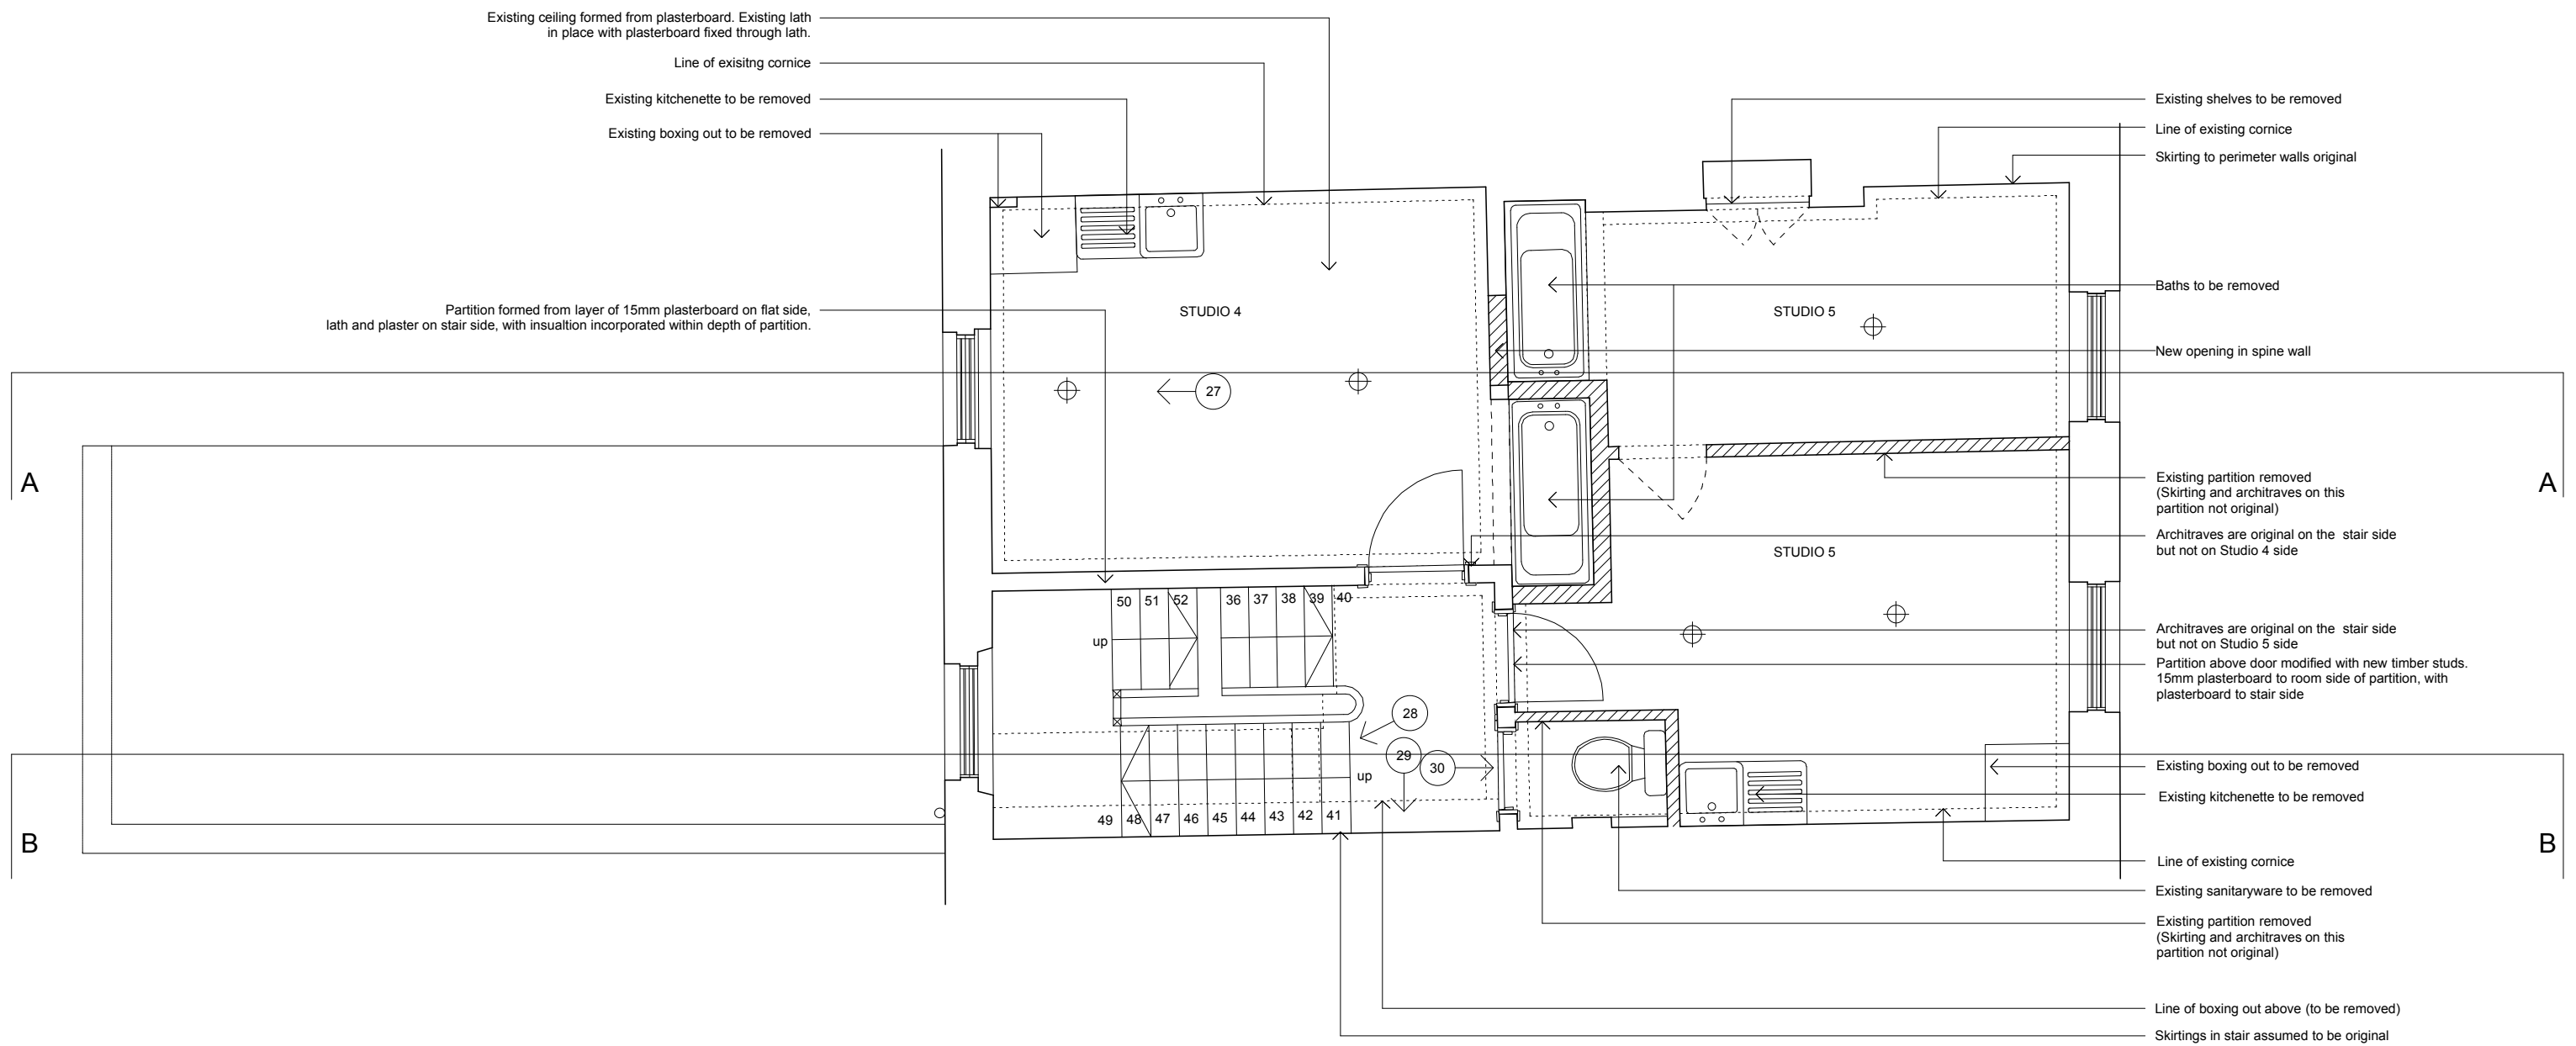 Existing ceiling formed from plasterboard. Existing lath
in place with plasterboard fixed through lath.
Line of exisitng cornice
Existing kitchenette to be removed
Existing boxing out to be removed
Partition formed from layer of 15mm plasterboard on flat side,
lath and plaster on stair side, with insualtion incorporated within depth of partition.
Existing shelves to be removed
Line of existing cornice
Skirting to perimeter walls original
Baths to be removed
New opening in spine wall
STUDIO 4
STUDIO 5
27
A
A
Existing partition removed
(Skirting and architraves on this
partition not original)
Architraves are original on the stair side
but not on Studio 4 side
STUDIO 5
50 51 52 36 37 38 39 40
up
Architraves are original on the stair side
but not on Studio 5 side
Partition above door modified with new timber studs.
15mm plasterboard to room side of partition, with
plasterboard to stair side
28
29
30
up
49 48 47 46 45 44 43 42 41
B
B
Existing boxing out to be removed
Existing kitchenette to be removed
Line of existing cornice
Existing sanitaryware to be removed
Existing partition removed
(Skirting and architraves on this
partition not original)
Line of boxing out above (to be removed)
Skirtings in stair assumed to be original